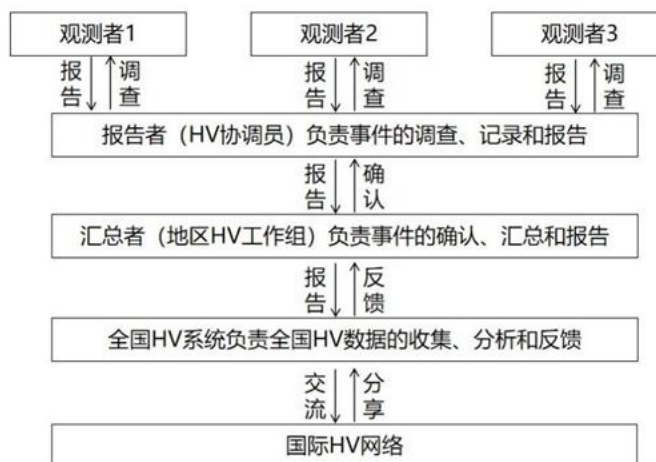 观测者1
观测者2
观测者3
报告
调查
报告
调查
报告
调查
报告者（HV协调员）负责事件的调查、记录和报告
报告
确认
汇总者（地区HV工作组）负责事件的确认、汇总和报告
报告
反馈
全国HV系统负责全国HV数据的收集、分析和反馈
交流
分享
国际HV网络